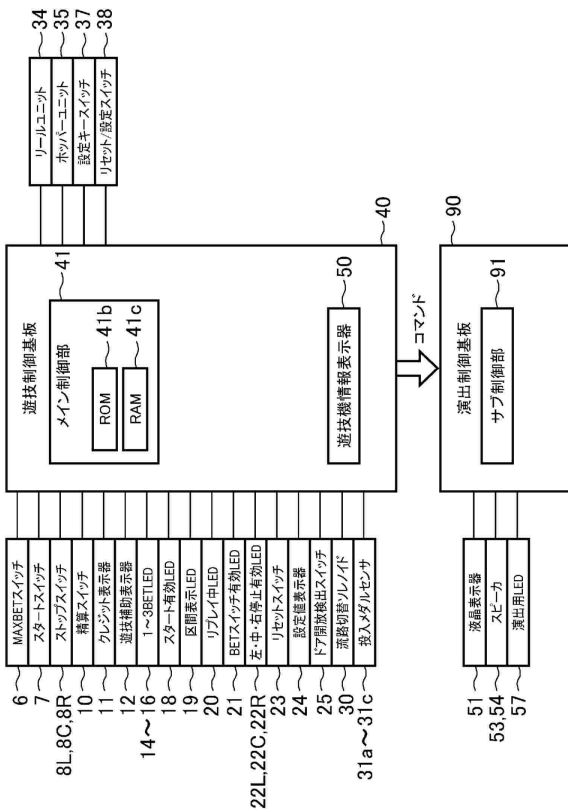 6 MAXBETスイッチ
7 スタートスイッチ
8L,8C,8R ストップスイッチ
10 精算スイッチ
11 クレジット表示器
12 遊技補助表示器
14～16 1～3BETLED
18 スタート有効LED
19 区間表示LED
20 リプレイ中LED
21 BETスイッチ有効LED
22L,22C,22R 左・中・右停止有効LED
23 リセットスイッチ
24 設定値表示器
25 ドア開放検出スイッチ
30 流路切替ソレノイド
31a～31c 投入メダルセンサ
遊技制御基板
メイン制御部
41
ROM
41b
RAM
41c
遊技機情報表示器
50
40
リールユニット 34
ホッパーユニット 35
設定キースイッチ 37
リセット/設定スイッチ 38
コマンド
51 液晶表示器
53,54 スピーカ
57 演出用LED
演出制御基板
90
サブ制御部
91